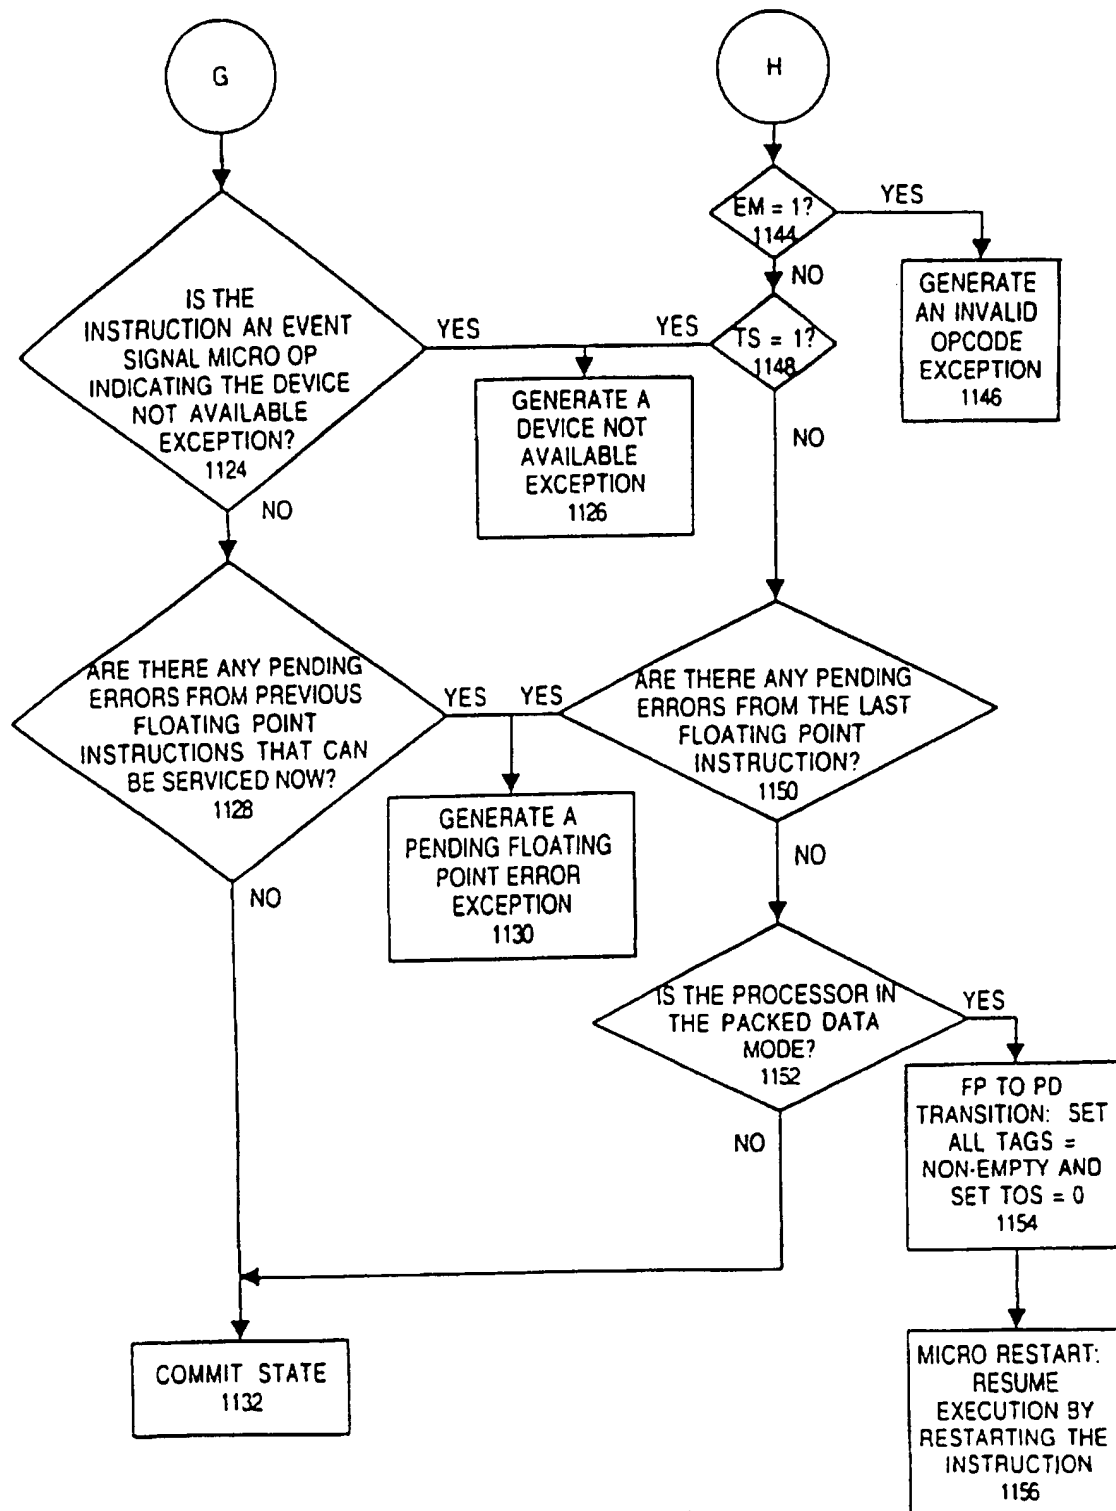 G
H
EM = 1?
1144
YES
NO
GENERATE
AN INVALID
OPCODE
EXCEPTION
1146
IS THE
INSTRUCTION AN EVENT
SIGNAL MICRO OP
INDICATING THE DEVICE
NOT AVAILABLE
EXCEPTION?
1124
YES
YES
TS = 1?
1148
GENERATE A
DEVICE NOT
AVAILABLE
EXCEPTION
1126
NO
NO
ARE THERE ANY PENDING
ERRORS FROM PREVIOUS
FLOATING POINT
INSTRUCTIONS THAT CAN
BE SERVICED NOW?
1128
YES
YES
ARE THERE ANY PENDING
ERRORS FROM THE LAST
FLOATING POINT
INSTRUCTION?
1150
GENERATE A
PENDING FLOATING
POINT ERROR
EXCEPTION
1130
NO
NO
IS THE PROCESSOR IN
THE PACKED DATA
MODE?
1152
YES
NO
FP TO PD
TRANSITION: SET
ALL TAGS =
NON-EMPTY AND
SET TOS = 0
1154
COMMIT STATE
1132
MICRO RESTART:
RESUME
EXECUTION BY
RESTARTING THE
INSTRUCTION
1156